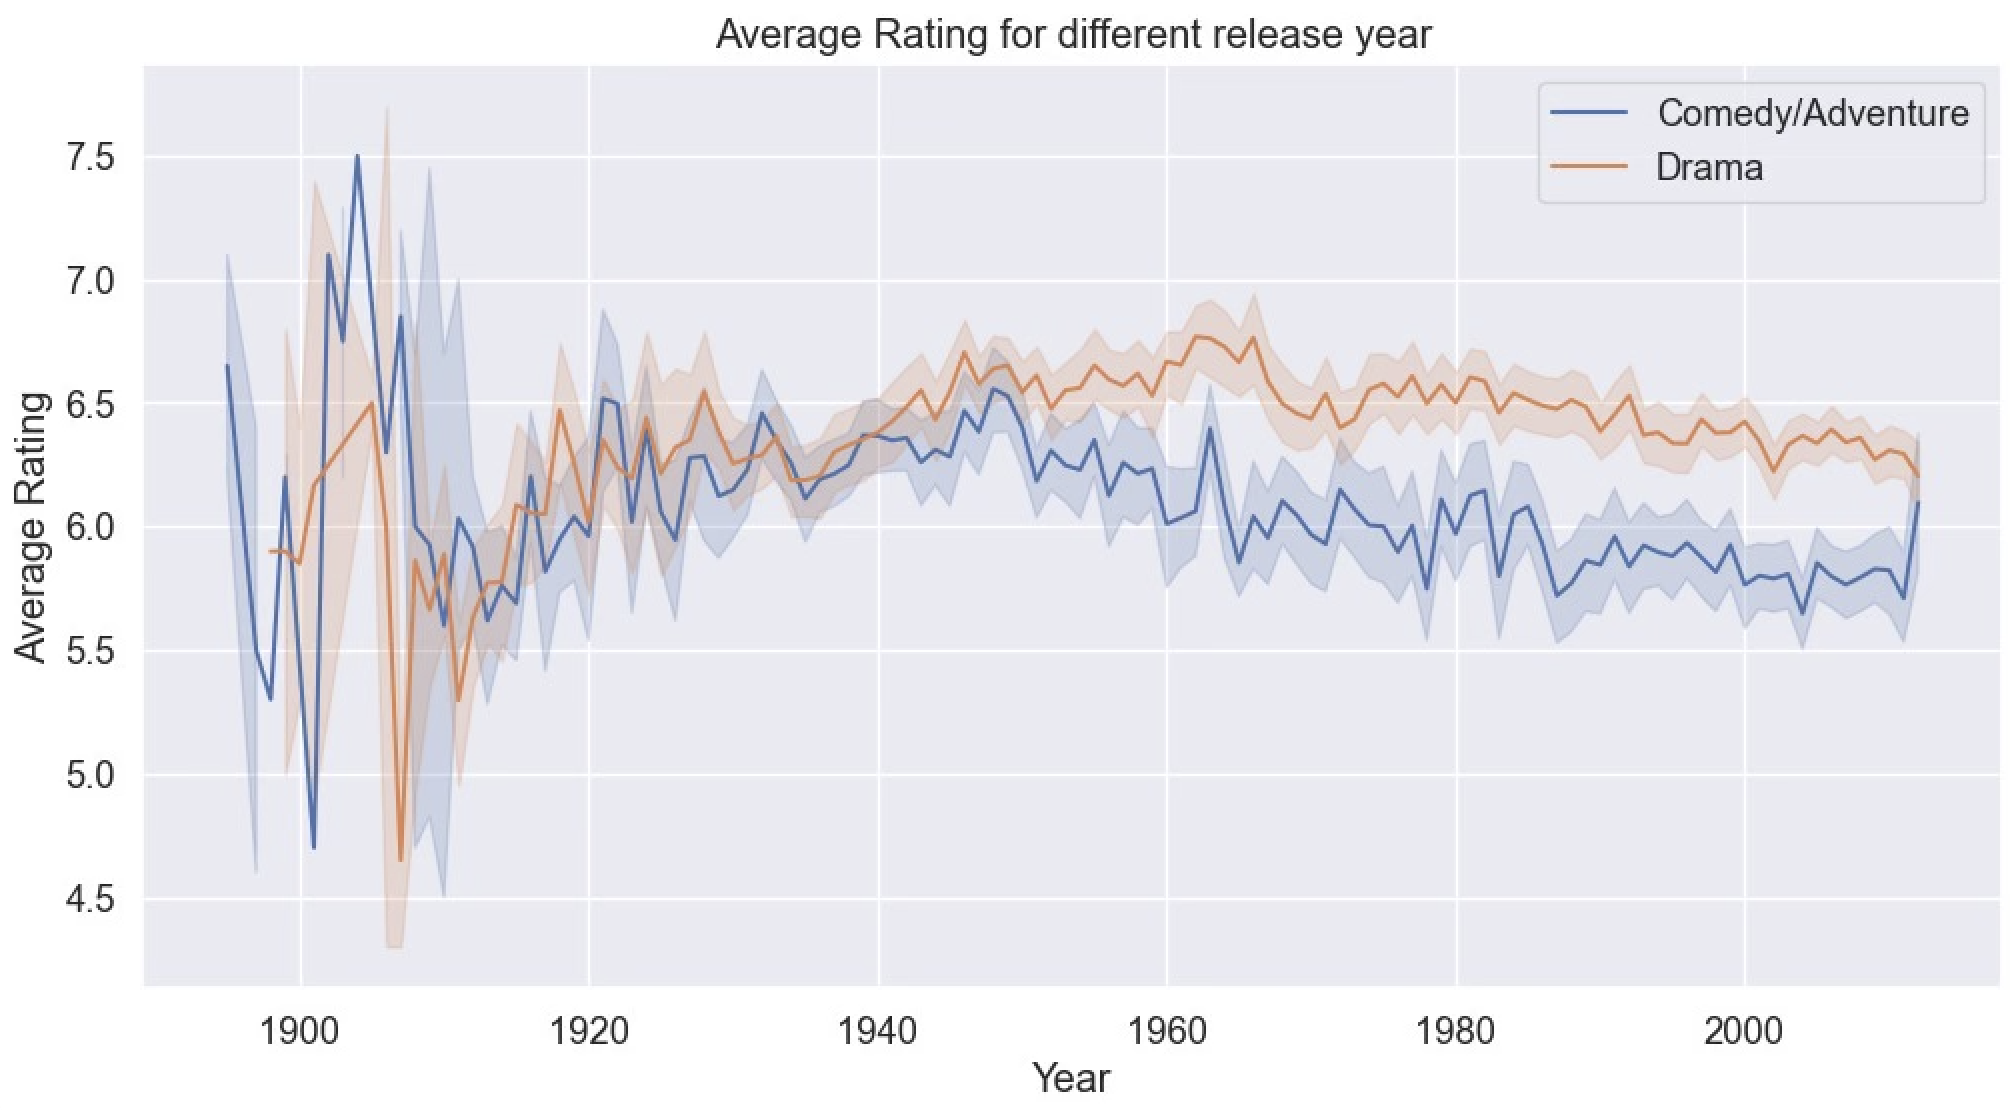 Average Rating for different release year
Comedy/Adventure
Drama
Average Rating
7.5
7.0
6.5
6.0
5.5
5.0
4.5
1900 1920 1940 1960 1980 2000
Year